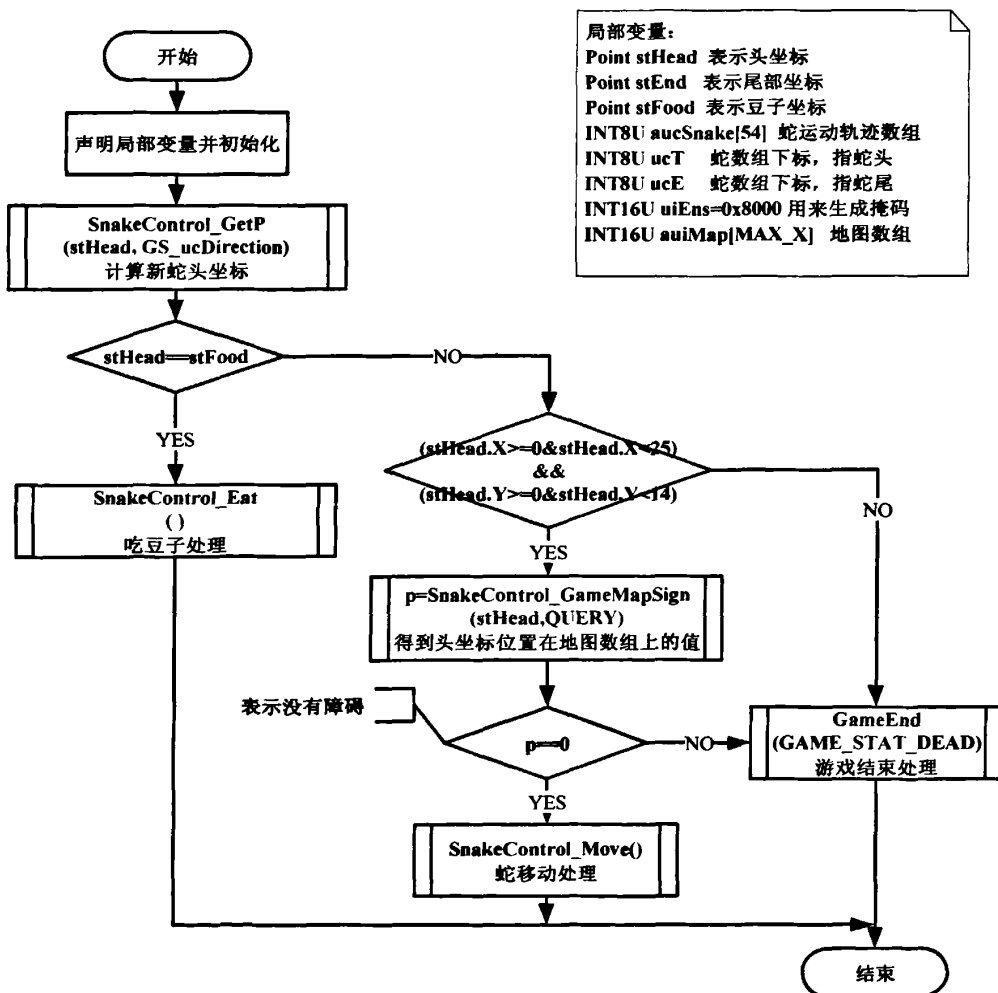 开始
声明局部变量并初始化
SnakeControl_GetP
(stHead, GS_ucDirection)
计算新蛇头坐标
stHead==stFood
NO
YES
SnakeControl_Eat
( )
吃豆子处理
局部变量：
Point stHead 表示头坐标
Point stEnd 表示尾部坐标
Point stFood 表示豆子坐标
INT8U aucSnake[54] 蛇运动轨迹数组
INT8U ucT 蛇数组下标，指蛇头
INT8U ucE 蛇数组下标，指蛇尾
INT16U uiEns=0x8000 用来生成掩码
INT16U auiMap[MAX_X] 地图数组
(stHead.X>=0&stHead.X<25)
&&
(stHead.Y>=0&stHead.Y<14)
NO
YES
p=SnakeControl_GameMapSign
(stHead,QUERY)
得到头坐标位置在地图数组上的值
表示没有障碍
p==0
NO
GameEnd
(GAME_STAT_DEAD)
游戏结束处理
YES
SnakeControl_Move()
蛇移动处理
结束